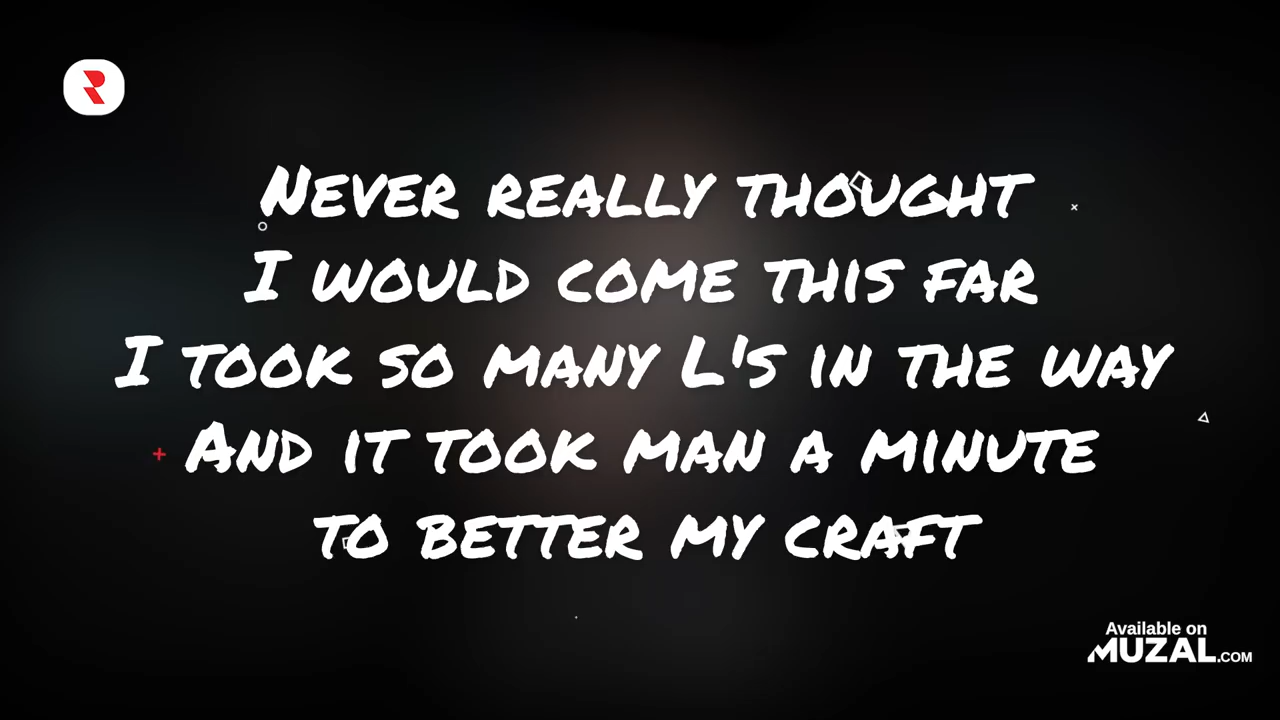 Never really thought
I would come this far
I took so many L's in the way
And it took man a minute
to better my craft
Available on
MUZAL.COM